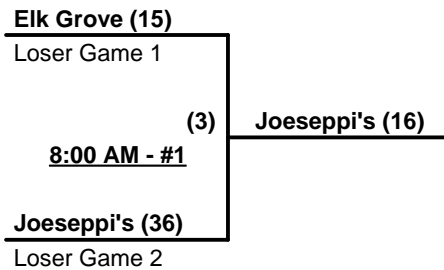 Elk Grove (15)
Loser Game 1
(3)
Joeseppi's (16)
8:00 AM - #1
Joeseppi's (36)
Loser Game 2